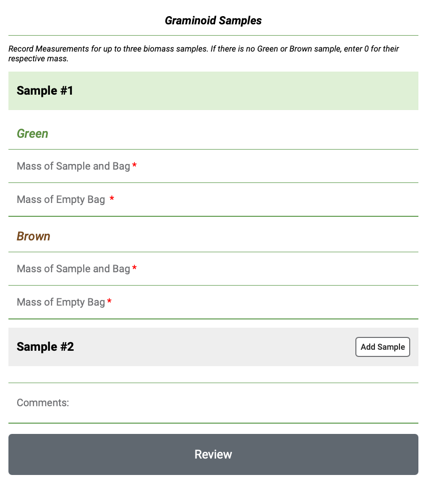 Graminoid Samples
Record Measurements for up to three biomass samples. If there is no Green or Brown sample, enter 0 for their
respective mass.
Sample #1
Green
Mass of Sample and Bag *
Mass of Empty Bag *
Brown
Mass of Sample and Bag *
Mass of Empty Bag *
Sample #2
Add Sample
Comments:
Review